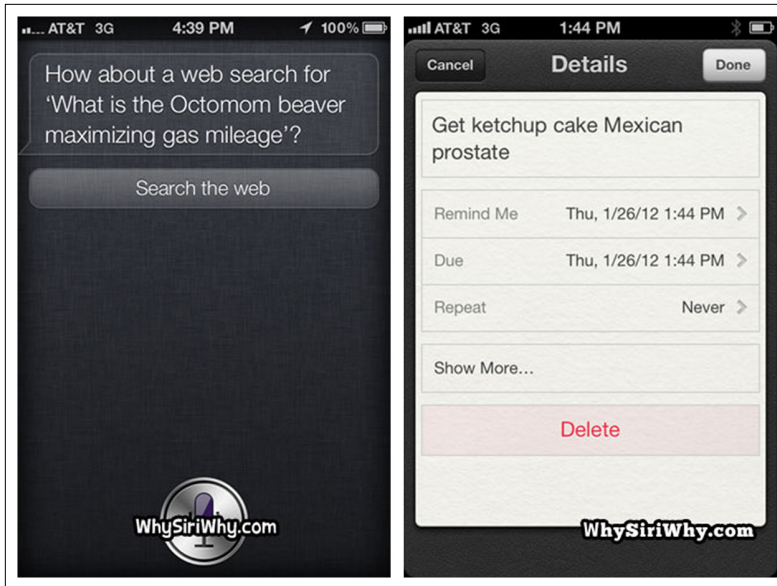 AT&T 3G 4:39 PM 100%
How about a web search for
‘What is the Octomom beaver
maximizing gas mileage’?
Search the web
WhySiriWhy.com
AT&T 3G 1:44 PM
Cancel Details Done
Get ketchup cake Mexican
prostate
Remind Me Thu, 1/26/12 1:44 PM
Due Thu, 1/26/12 1:44 PM
Repeat Never
Show More...
Delete
WhySiriWhy.com